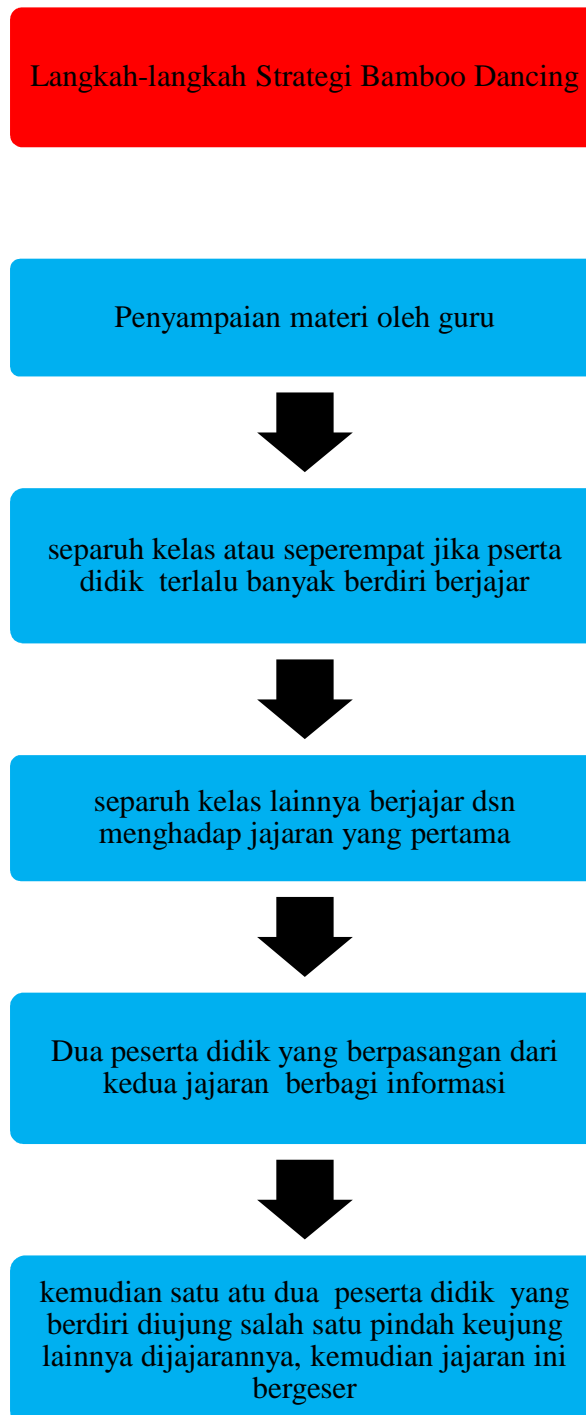 Langkah-langkah Strategi Bamboo Dancing
Penyampaian materi oleh guru
separuh kelas atau seperempat jika pserta
didik  terlalu banyak berdiri berjajar
separuh kelas lainnya berjajar dsn
menghadap jajaran yang pertama
Dua peserta didik yang berpasangan dari
kedua jajaran  berbagi informasi
kemudian satu atu dua  peserta didik  yang
berdiri diujung salah satu pindah keujung
lainnya dijajarannya, kemudian jajaran ini
bergeser